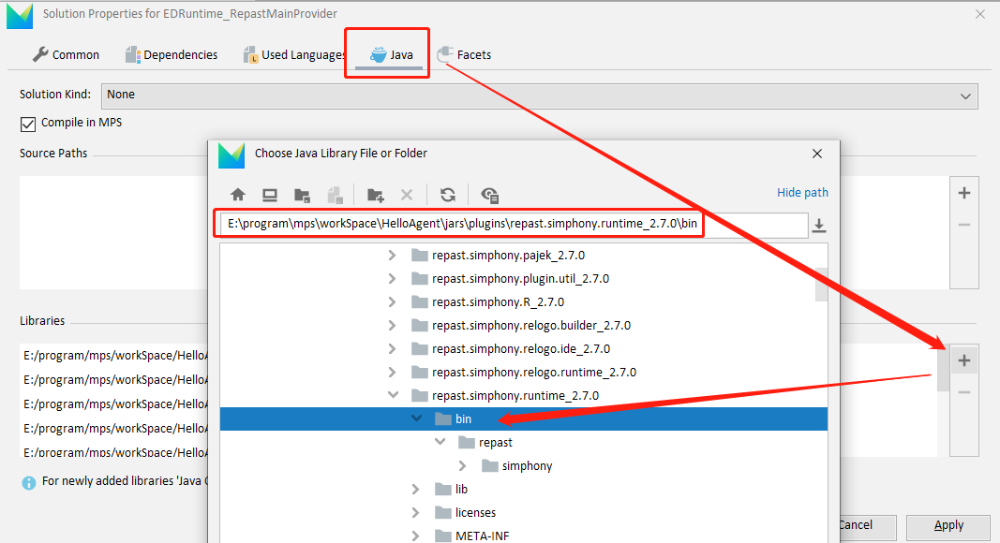 Solution Properties for EDRuntime_RepastMainProvider
Common Dependencies Used Languages Java Facets
Solution Kind: None
Compile in MPS
Source Paths
Choose Java Library File or Folder
Hide path
E:\program\mps\workSpace\HelloAgent\jars\plugins\repast.simphony.runtime_2.7.0\bin
repast.simphony.pajek_2.7.0
repast.simphony.plugin.util_2.7.0
repast.simphony.R_2.7.0
repast.simphony.relogo.builder_2.7.0
repast.simphony.relogo.ide_2.7.0
repast.simphony.relogo.runtime_2.7.0
repast.simphony.runtime_2.7.0
bin
repast
simphony
lib
licenses
META-INF
Libraries
E:/program/mps/workSpace/HelloA
E:/program/mps/workSpace/HelloA
E:/program/mps/workSpace/HelloA
E:/program/mps/workSpace/HelloA
E:/program/mps/workSpace/HelloA
For newly added libraries 'Java
Cancel Apply